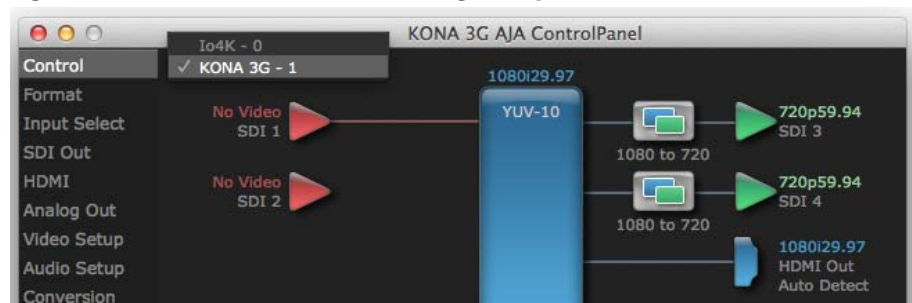 KONA 3G AJA ControlPanel
Io4K - 0
✓ KONA 3G - 1
Control
Format
Input Select
SDI Out
HDMI
Analog Out
Video Setup
Audio Setup
Conversion
No Video
SDI 1
No Video
SDI 2
1080i29.97
YUV-10
1080 to 720
720p59.94
SDI 3
1080 to 720
720p59.94
SDI 4
1080i29.97
HDMI Out
Auto Detect